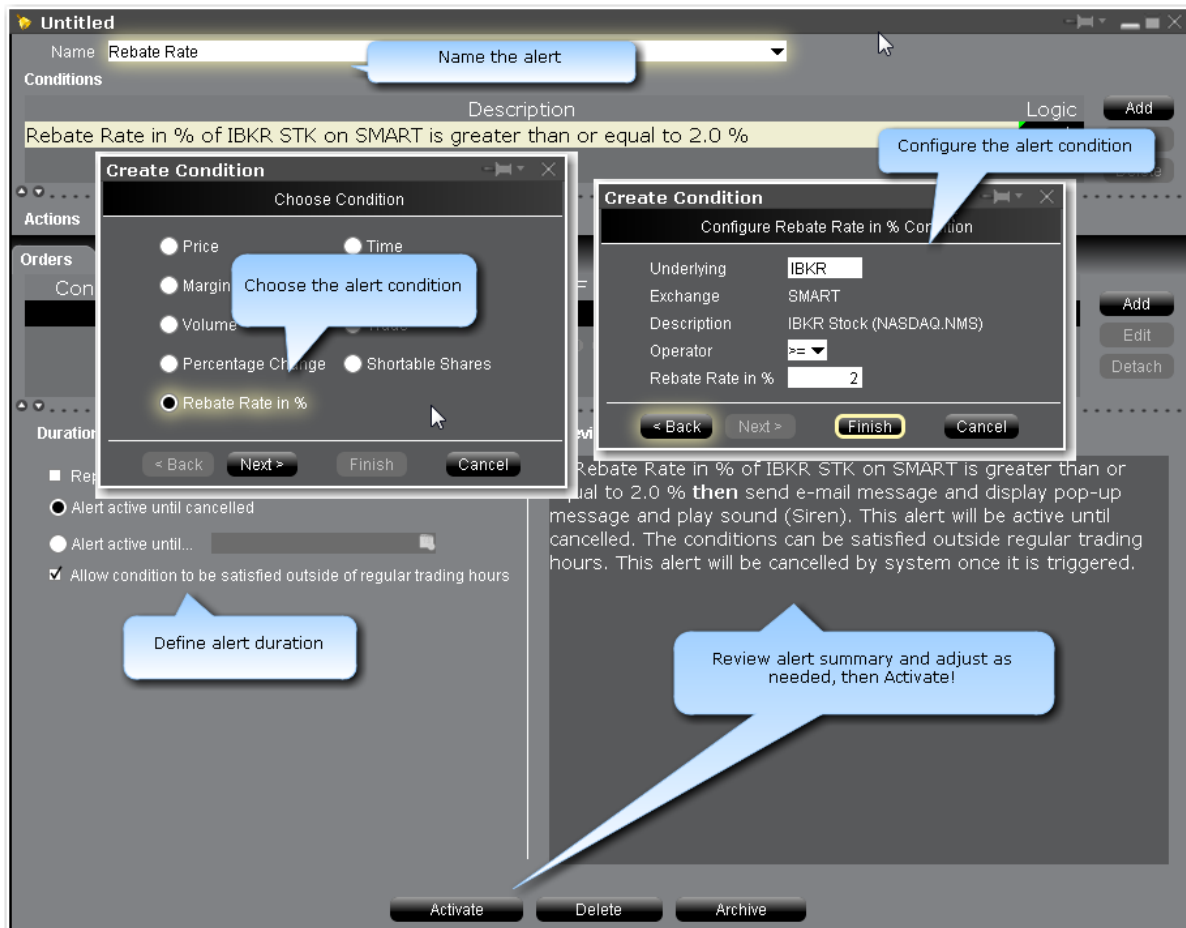 Untitled
Name Rebate Rate
Name the alert
Conditions
Description Logic Add
Rebate Rate in % of IBKR STK on SMART is greater than or equal to 2.0 %
Configure the alert condition
Create Condition
Choose Condition
Price Time
Margin
Volume
Percentage Change Shortable Shares
Rebate Rate in %
< Back Next > Finish Cancel
Choose the alert condition
Create Condition
Configure Rebate Rate in % Condition
Underlying IBKR
Exchange SMART
Description IBKR Stock (NASDAQ.NMS)
Operator >=
Rebate Rate in % 2
< Back Next > Finish Cancel
Actions
Orders
Con
Add
Edit
Detach
Duration
Alert active until cancelled
Alert active until...
Allow condition to be satisfied outside of regular trading hours
Define alert duration
Rebate Rate in % of IBKR STK on SMART is greater than or
equal to 2.0 % then send e-mail message and display pop-up
message and play sound (Siren). This alert will be active until
cancelled. The conditions can be satisfied outside regular trading
hours. This alert will be cancelled by system once it is triggered.
Review alert summary and adjust as
needed, then Activate!
Activate Delete Archive